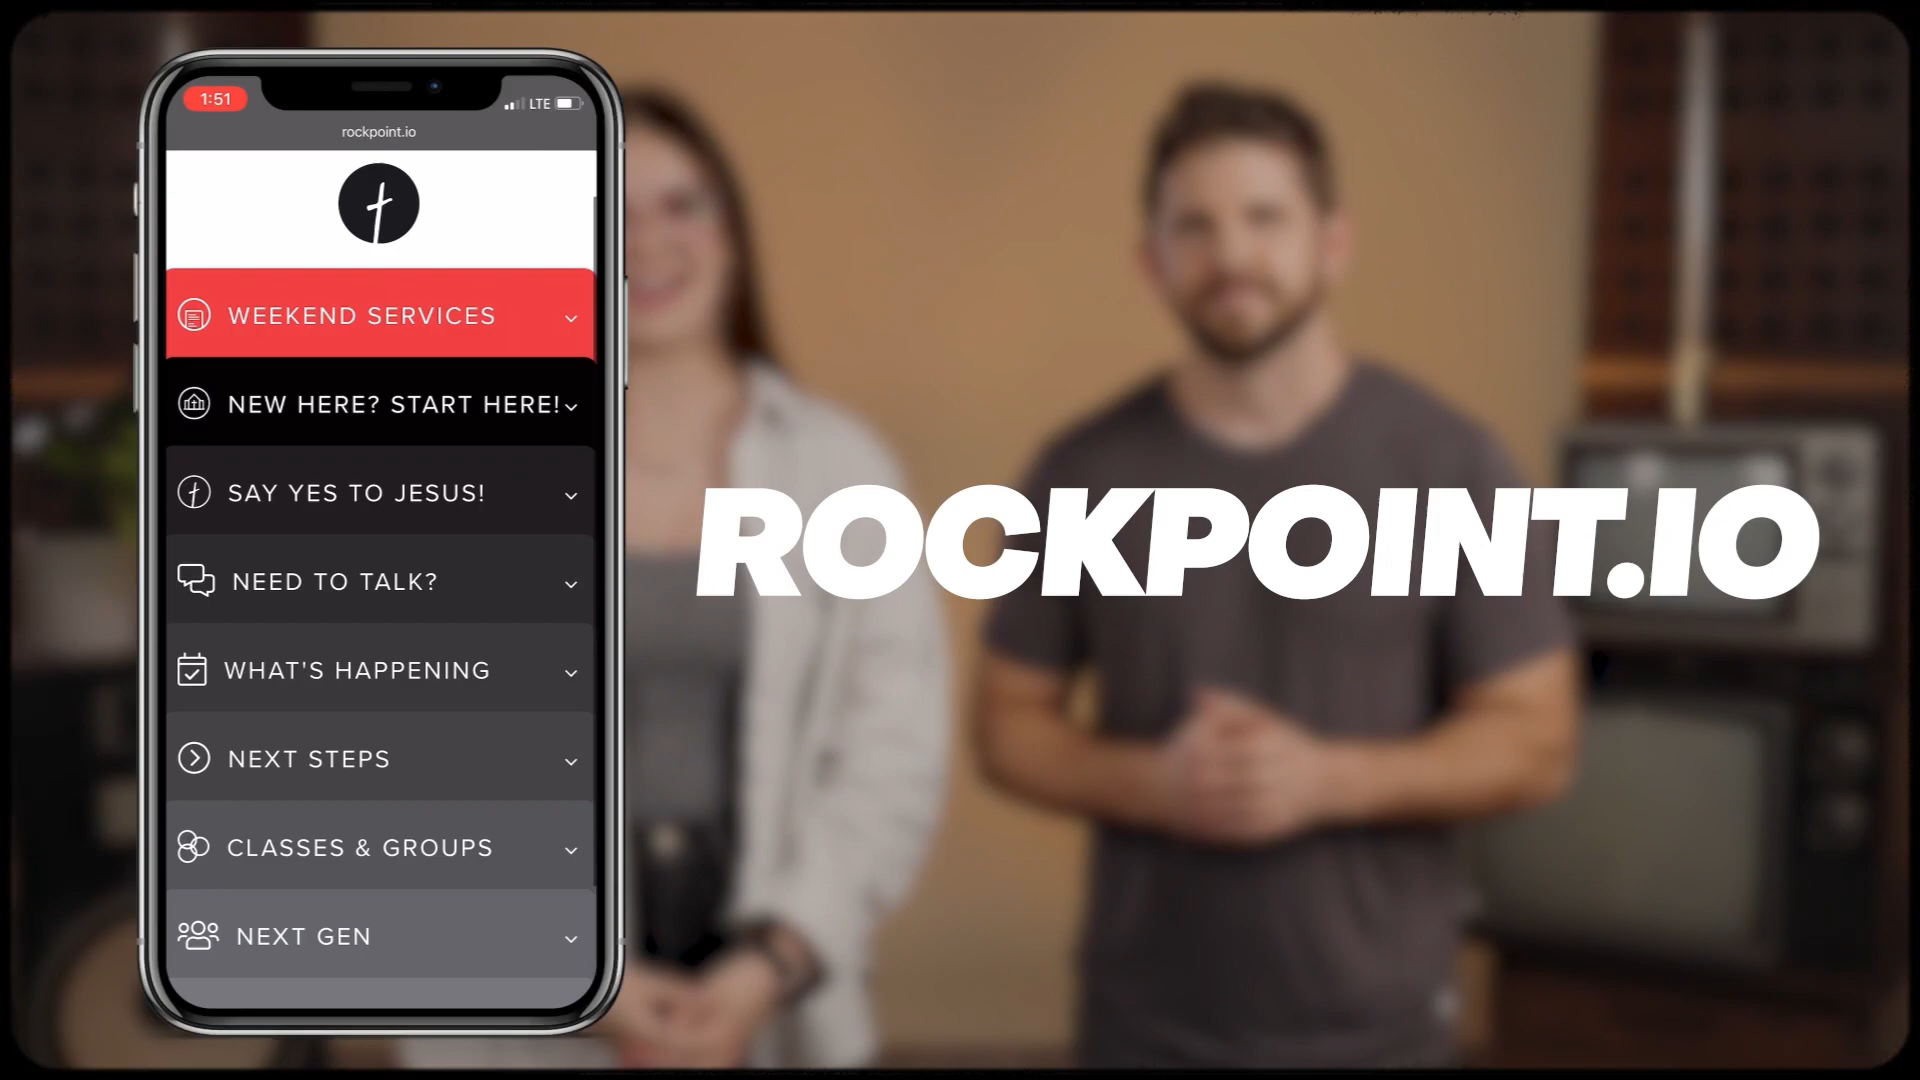 1:51
LTE
rockpoint.io
WEEKEND SERVICES
NEW HERE? START HERE!
SAY YES TO JESUS!
NEED TO TALK?
WHAT'S HAPPENING
NEXT STEPS
CLASSES & GROUPS
NEXT GEN
ROCKPOINT.IO